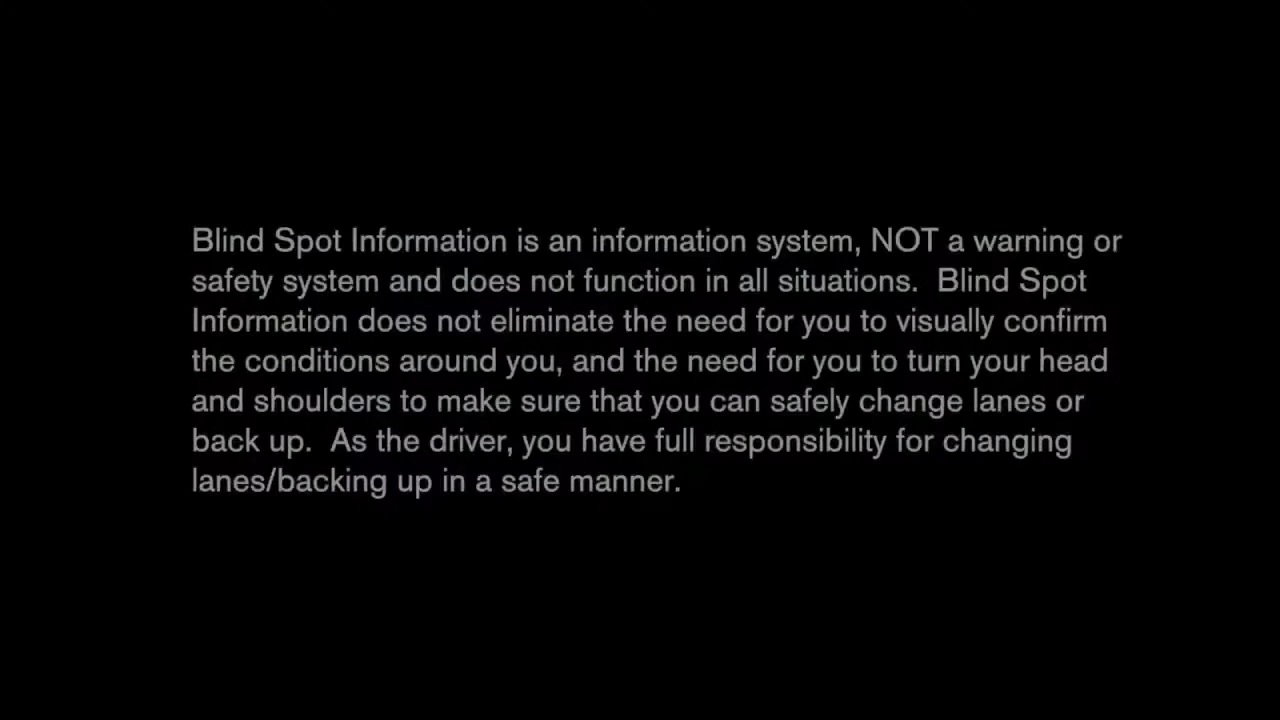 Blind Spot Information is an information system, NOT a warning or
safety system and does not function in all situations.  Blind Spot
Information does not eliminate the need for you to visually confirm
the conditions around you, and the need for you to turn your head
and shoulders to make sure that you can safely change lanes or
back up.  As the driver, you have full responsibility for changing
lanes/backing up in a safe manner.